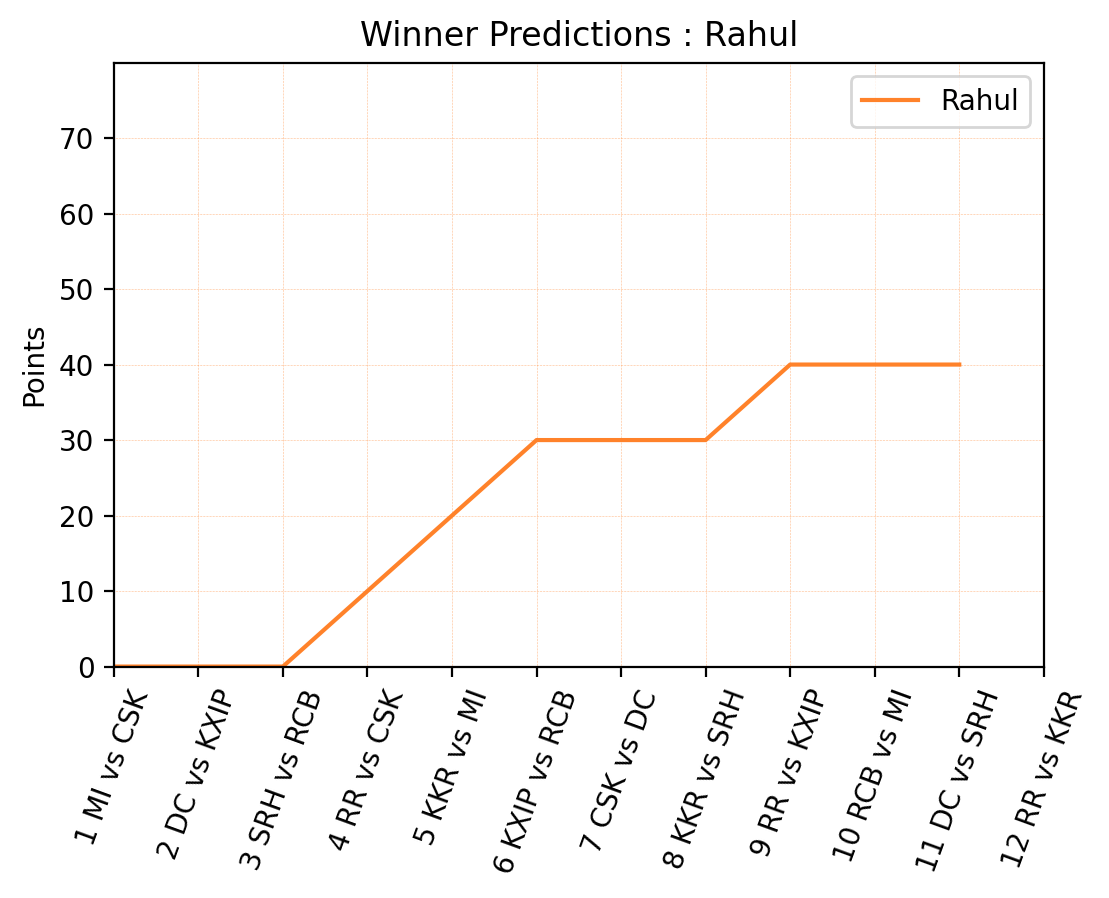 Winner Predictions : Rahul
Rahul
Points
70
60
50
40
30
20
10
0
1 MI vs CSK
2 DC vs KXIP
3 SRH vs RCB
4 RR vs CSK
5 KKR vs MI
6 KXIP vs RCB
7 CSK vs DC
8 KKR vs SRH
9 RR vs KXIP
10 RCB vs MI
11 DC vs SRH
12 RR vs KKR